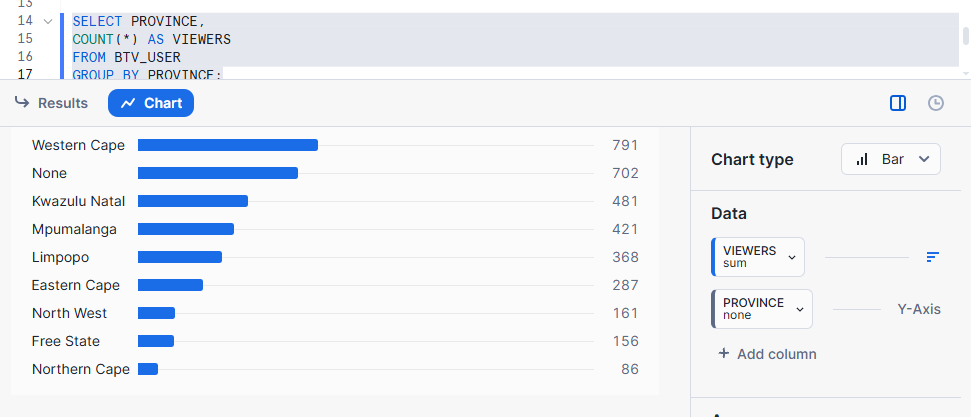 13
14 SELECT PROVINCE,
15 COUNT(*) AS VIEWERS
16 FROM BTV_USER
17 GROUP BY PROVINCE;
Results Chart
Western Cape 791
None 702
Kwazulu Natal 481
Mpumalanga 421
Limpopo 368
Eastern Cape 287
North West 161
Free State 156
Northern Cape 86
Chart type Bar
Data
VIEWERS
sum
PROVINCE
none
Y-Axis
+ Add column